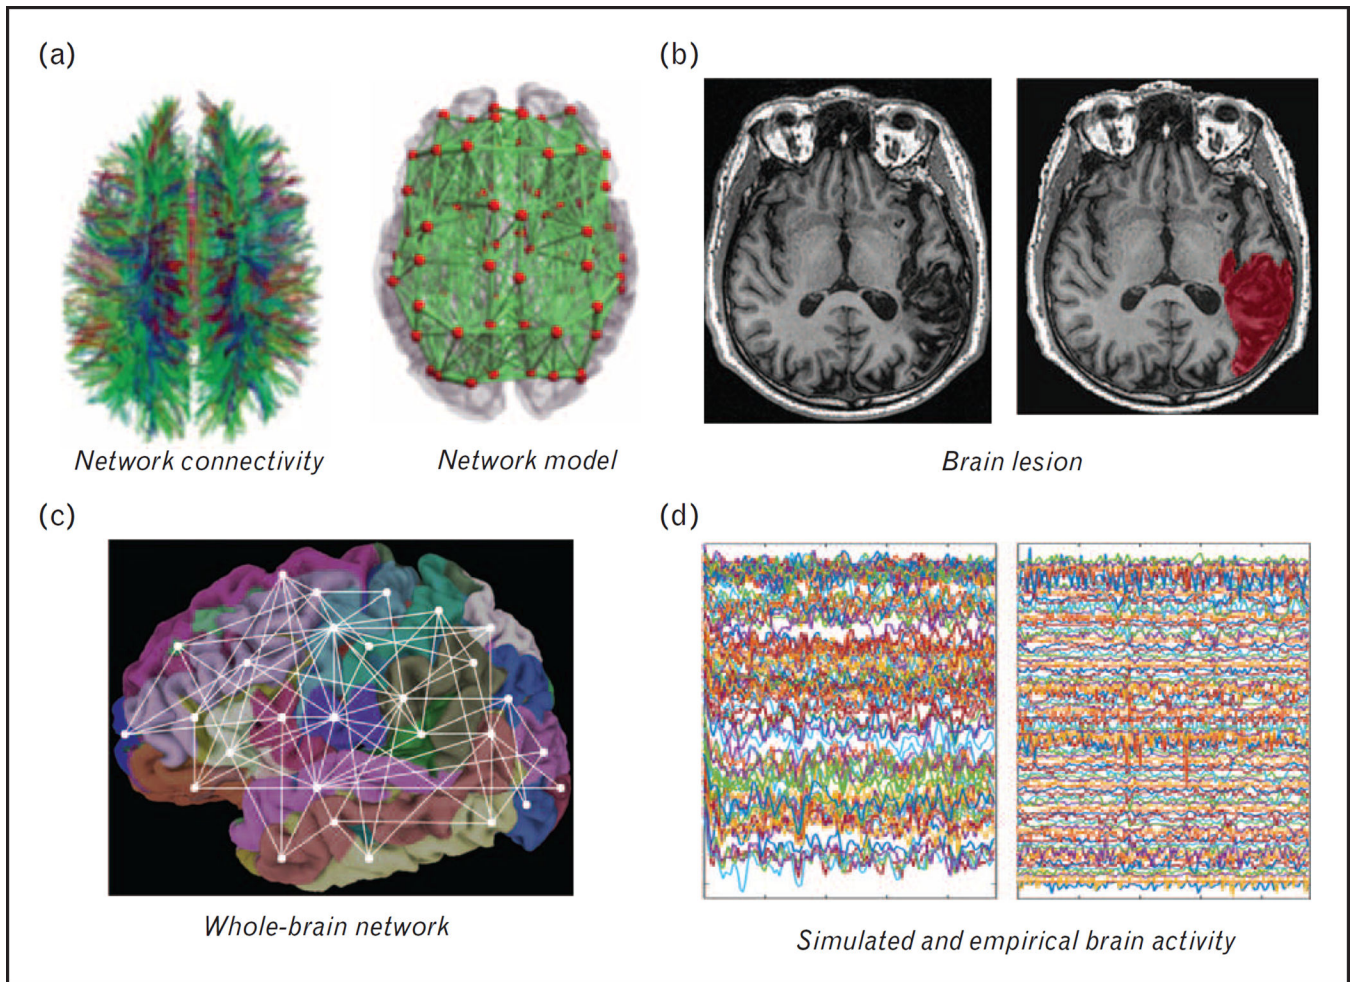 (a)
(b)
Network connectivity
Network model
Brain lesion
(c)
(d)
Whole-brain network
Simulated and empirical brain activity